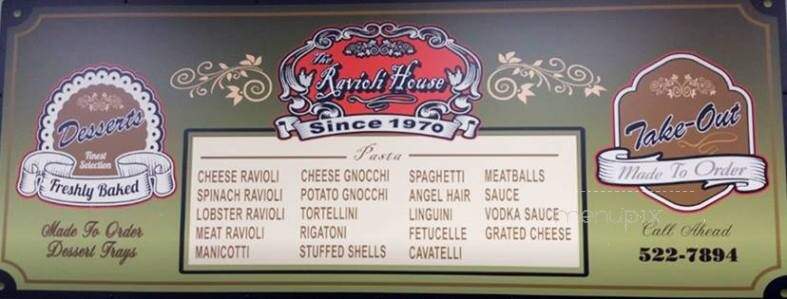 The
Ravioli House
Since 1970
Desserts
Finest
Selection
Freshly Baked
Made To Order
Dessert Trays
Pasta
CHEESE RAVIOLI
SPINACH RAVIOLI
LOBSTER RAVIOLI
MEAT RAVIOLI
MANICOTTI
CHEESE GNOCCHI
POTATO GNOCCHI
TORTELLINI
RIGATONI
STUFFED SHELLS
SPAGHETTI
ANGEL HAIR
LINGUINI
FETUCELLE
CAVATELLI
MEATBALLS
SAUCE
VODKA SAUCE
GRATED CHEESE
Take-Out
Made To Order
Call Ahead
522-7894
menupix